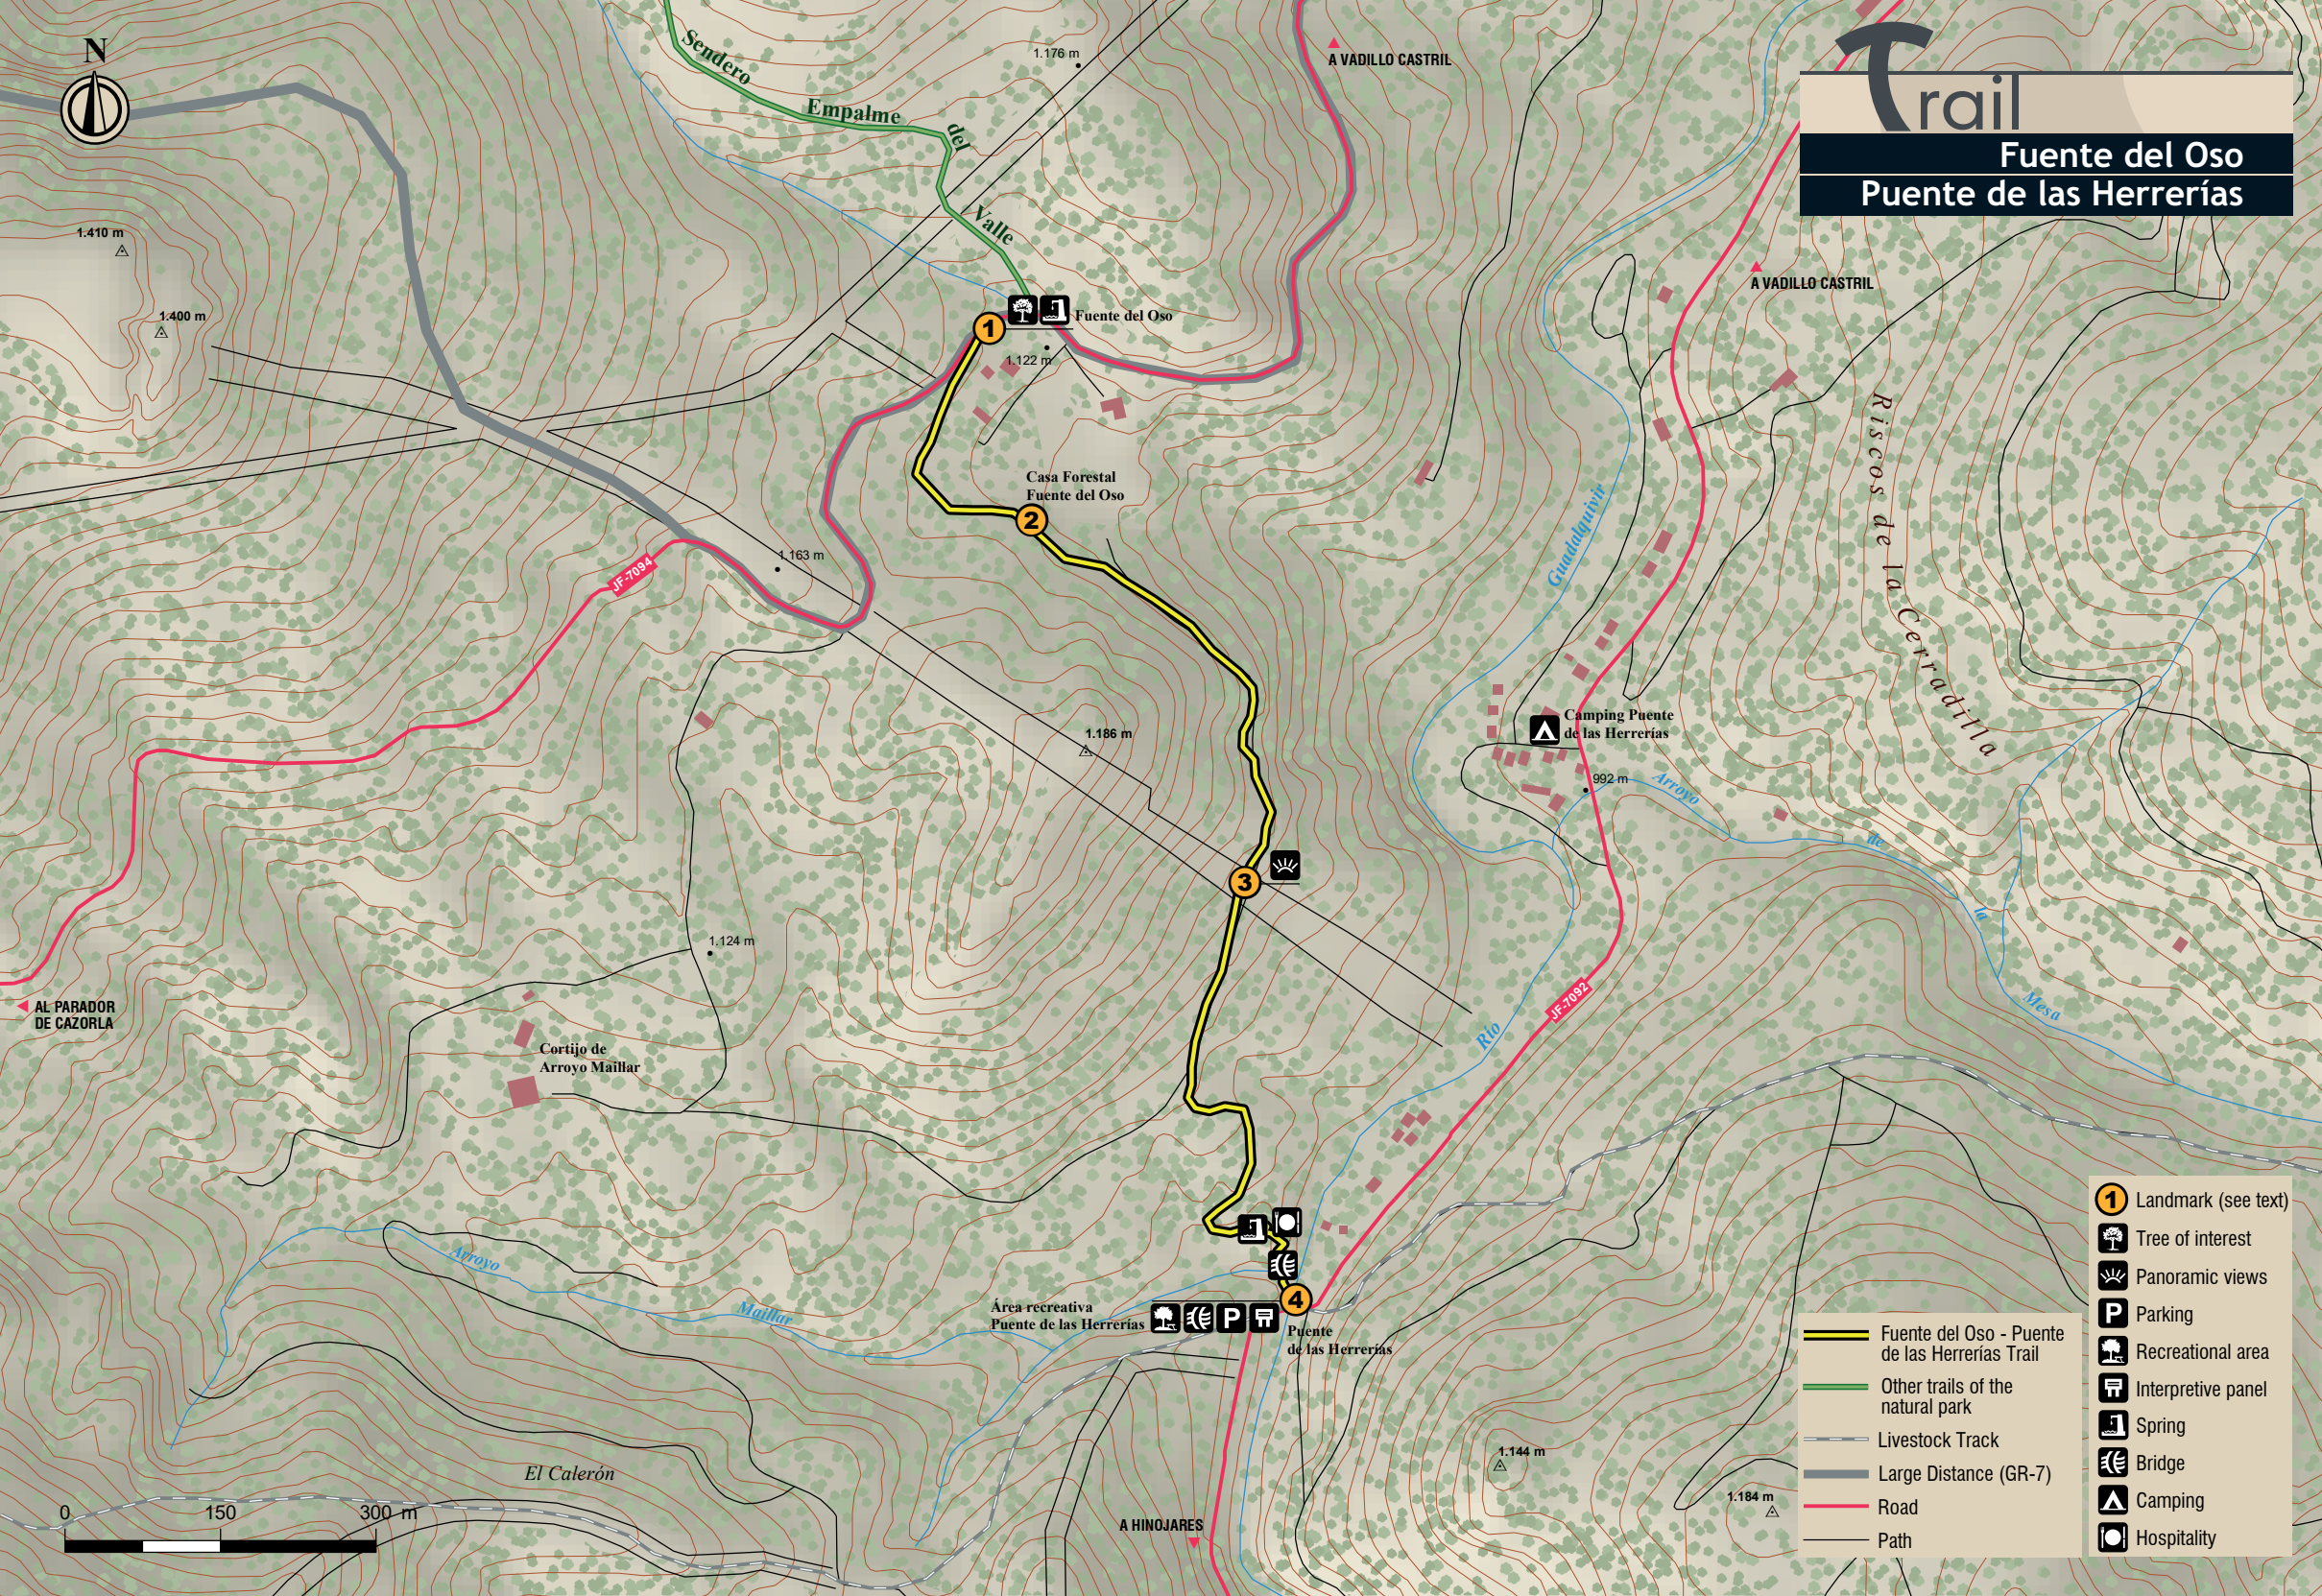 N
Sendero
Empalme
del
Valle
1.176 m
A VADILLO CASTRIL
Trail
Fuente del Oso
Puente de las Herrerías
1.410 m
1.400 m
A VADILLO CASTRIL
1
Fuente del Oso
1.122 m
Riscos de la Cerradilla
Casa Forestal
Fuente del Oso
2
Guadalquivir
1.163 m
JF-7094
1.186 m
Camping Puente
de las Herrerías
992 m
Arroyo
de
la
Mesa
3
1.124 m
AL PARADOR
DE CAZORLA
JF-7092
Río
Cortijo de
Arroyo Maillar
Arroyo
Maillar
Área recreativa
Puente de las Herrerías
P
4
Puente
de las Herrerías
El Calerón
0 150 300 m
A HINOJARES
1.144 m
1.184 m
Fuente del Oso - Puente
de las Herrerías Trail
Other trails of the
natural park
Livestock Track
Large Distance (GR-7)
Road
Path
1 Landmark (see text)
Tree of interest
Panoramic views
P Parking
Recreational area
Interpretive panel
Spring
Bridge
Camping
Hospitality